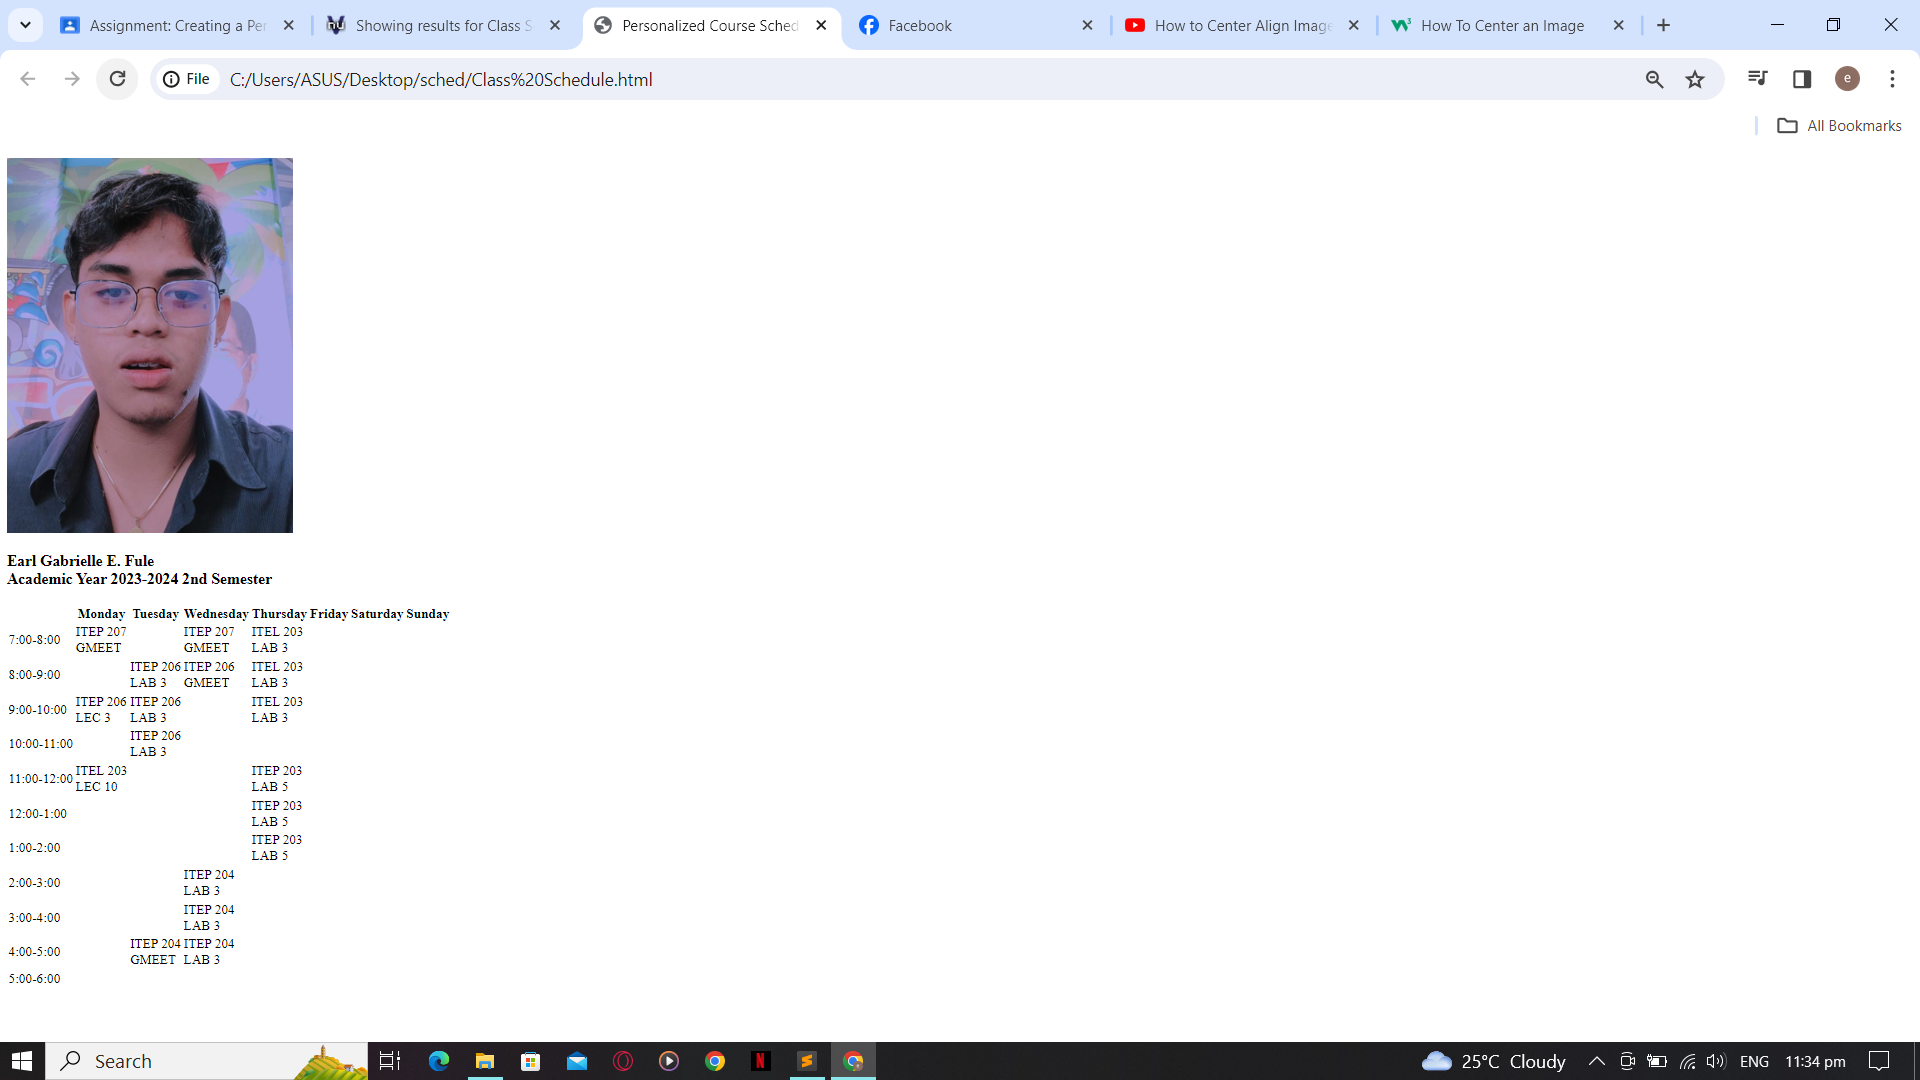 Assignment: Creating a Per
Showing results for Class S
Personalized Course Sched
Facebook
How to Center Align Image
How To Center an Image
File
C:/Users/ASUS/Desktop/sched/Class%20Schedule.html
e
All Bookmarks
Earl Gabrielle E. Fule
Academic Year 2023-2024 2nd Semester
Monday Tuesday Wednesday Thursday Friday Saturday Sunday
7:00-8:00 ITEP 207 GMEET ITEP 207 GMEET ITEL 203 LAB 3
8:00-9:00 ITEP 206 LAB 3 ITEP 206 GMEET ITEL 203 LAB 3
9:00-10:00 ITEP 206 LEC 3 ITEP 206 LAB 3 ITEL 203 LAB 3
10:00-11:00 ITEP 206 LAB 3
11:00-12:00 ITEL 203 LEC 10 ITEP 203 LAB 5
12:00-1:00 ITEP 203 LAB 5
1:00-2:00 ITEP 203 LAB 5
2:00-3:00 ITEP 204 LAB 3
3:00-4:00 ITEP 204 LAB 3
4:00-5:00 ITEP 204 GMEET ITEP 204 LAB 3
5:00-6:00
Search
25°C Cloudy
ENG
11:34 pm